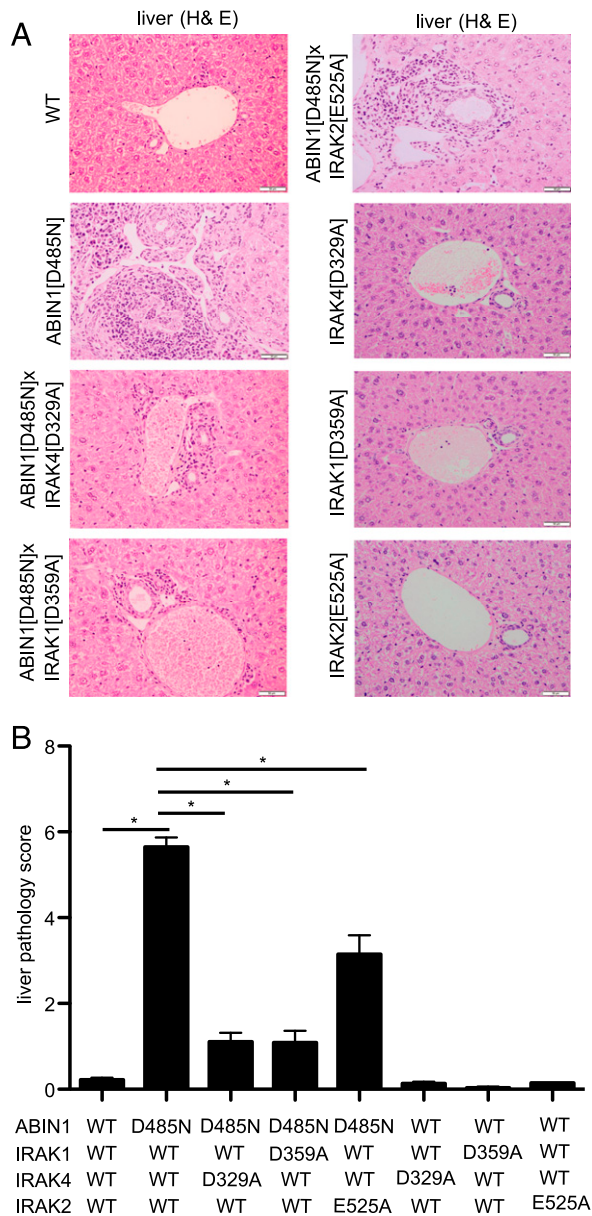 liver (H& E)
liver (H& E)
A
WT
ABIN1[D485N]
ABIN1[D485N]x
IRAK4[D329A]
ABIN1[D485N]x
IRAK1[D359A]
ABIN1[D485N]x
IRAK2[E525A]
IRAK4[D329A]
IRAK1[D359A]
IRAK2[E525A]
B
liver pathology score
8
6
4
2
0
*
*
*
*
ABIN1 WT D485N D485N D485N D485N WT WT WT
IRAK1 WT WT WT D359A WT WT D359A WT
IRAK4 WT WT D329A WT WT D329A WT WT
IRAK2 WT WT WT WT E525A WT WT E525A